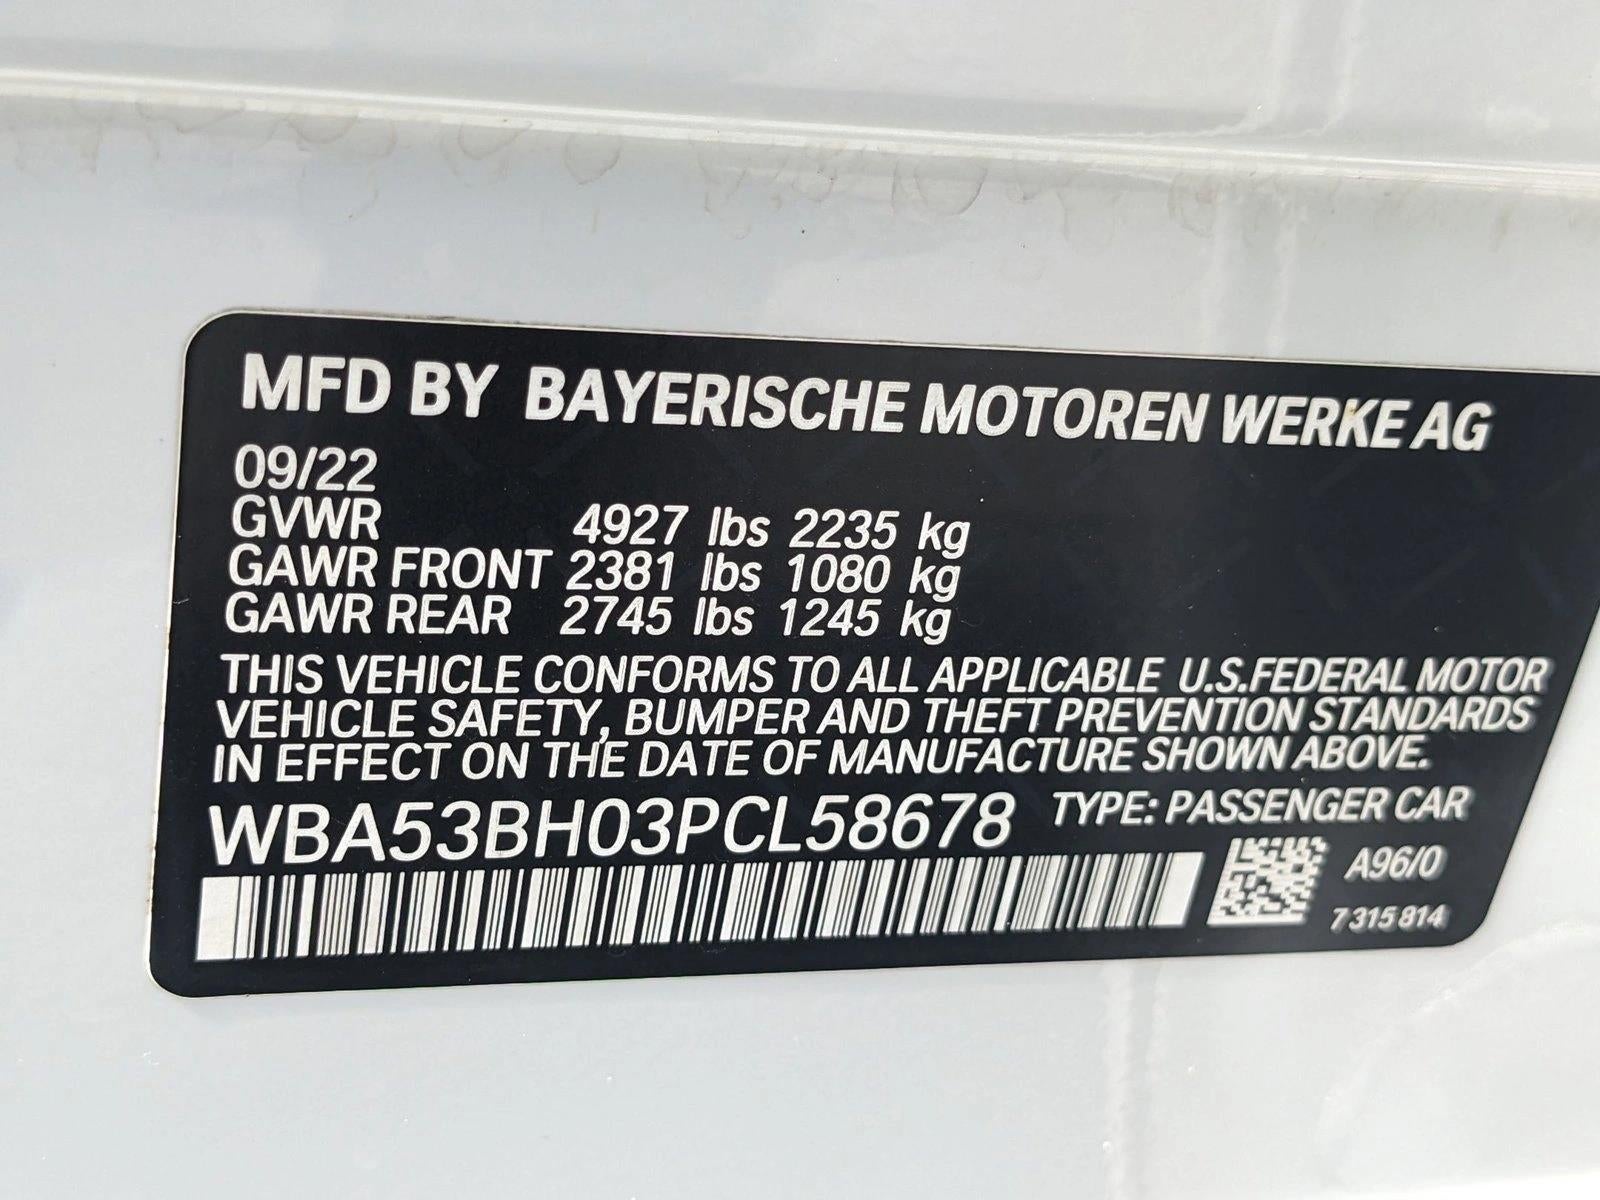 MFD BY BAYERISCHE MOTOREN WERKE AG
09/22
GVWR 4927 lbs 2235 kg
GAWR FRONT 2381 lbs 1080 kg
GAWR REAR 2745 lbs 1245 kg
THIS VEHICLE CONFORMS TO ALL APPLICABLE U.S.FEDERAL MOTOR
VEHICLE SAFETY, BUMPER AND THEFT PREVENTION STANDARDS
IN EFFECT ON THE DATE OF MANUFACTURE SHOWN ABOVE.
WBA53BH03PCL58678 TYPE: PASSENGER CAR
A96/0
7 315 814